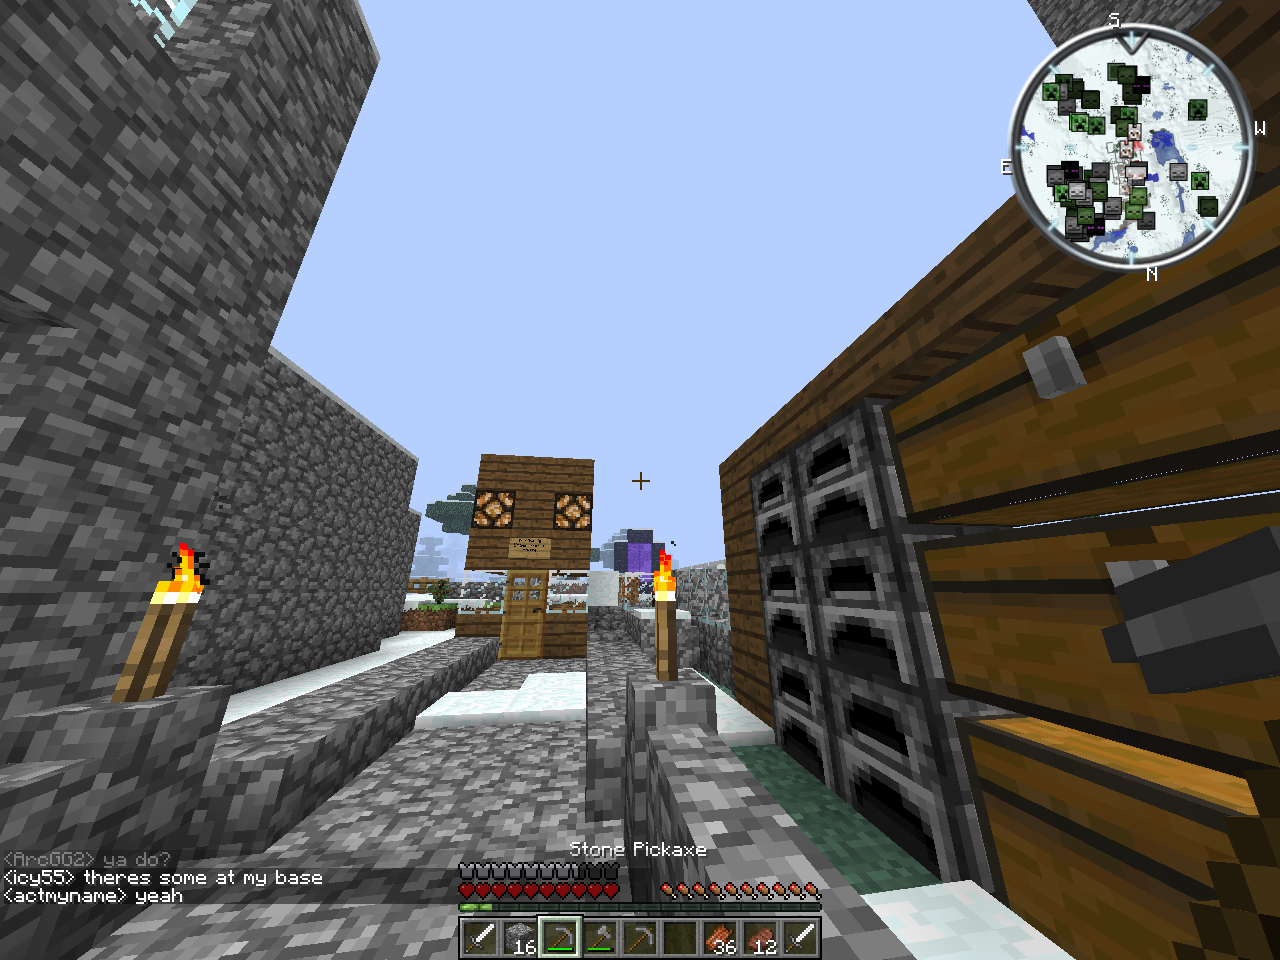 S
W
E
N
<ArcGG2> ya do?
<icy55> theres some at my base
<actmyname> yeah
Stone Pickaxe
16
36
12